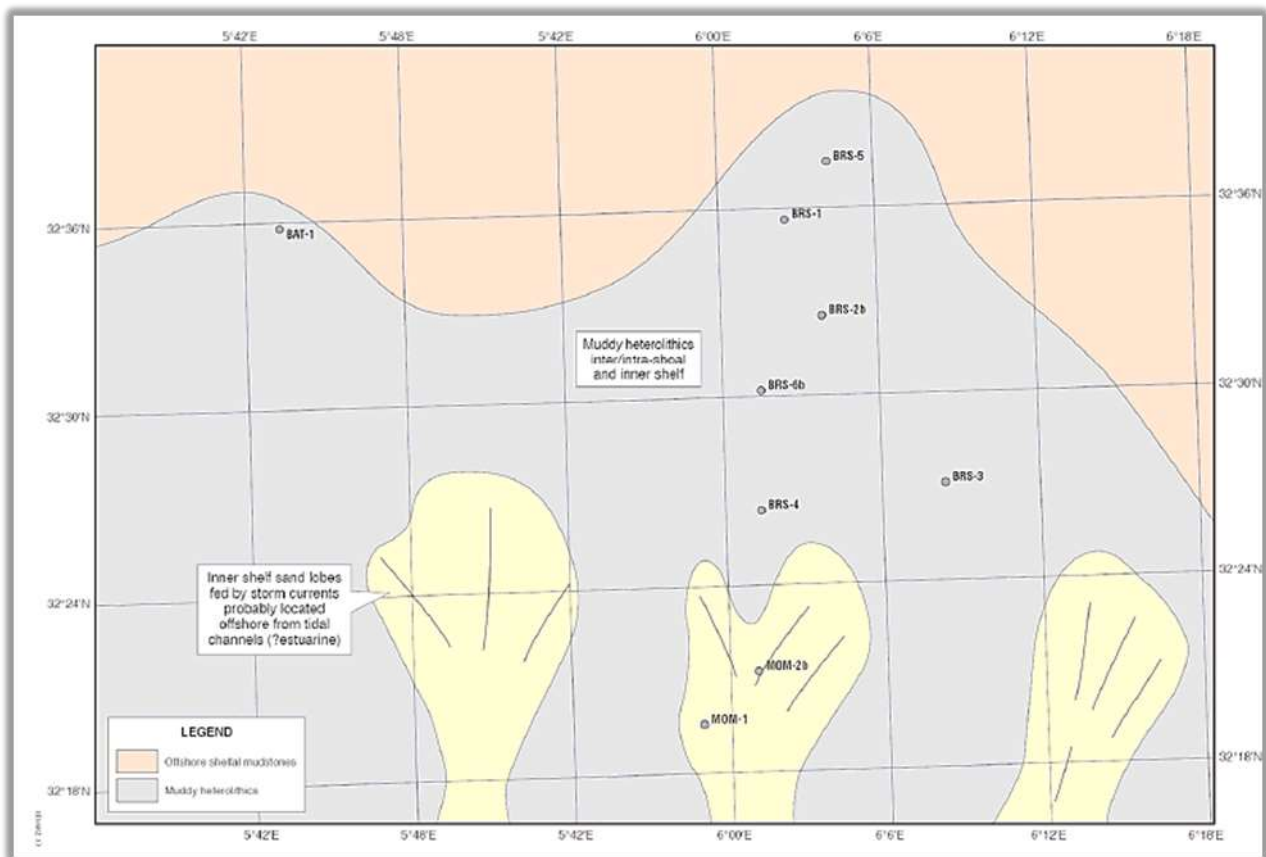 5°42'E 5°48'E 5°42'E 6°00'E 6°6'E 6°12'E 6°18'E
BRS-5
32°36'N
BRS-1
32°36'N
BAT-1
BRS-2b
Muddy heterolithics
inter/intra-shoal
and inner shelf
BRS-6b
32°30'N
32°30'N
BRS-3
BRS-4
32°24'N
Inner shelf sand lobes
fed by storm currents
probably located
offshore from tidal
channels (?estuarine)
32°24'N
MOM-2b
MOM-1
LEGEND
Offshore shelfal mudstones
Muddy heterolithics
32°18'N
32°18'N
5°42'E 5°48'E 5°42'E 6°00'E 6°6'E 6°12'E 6°18'E